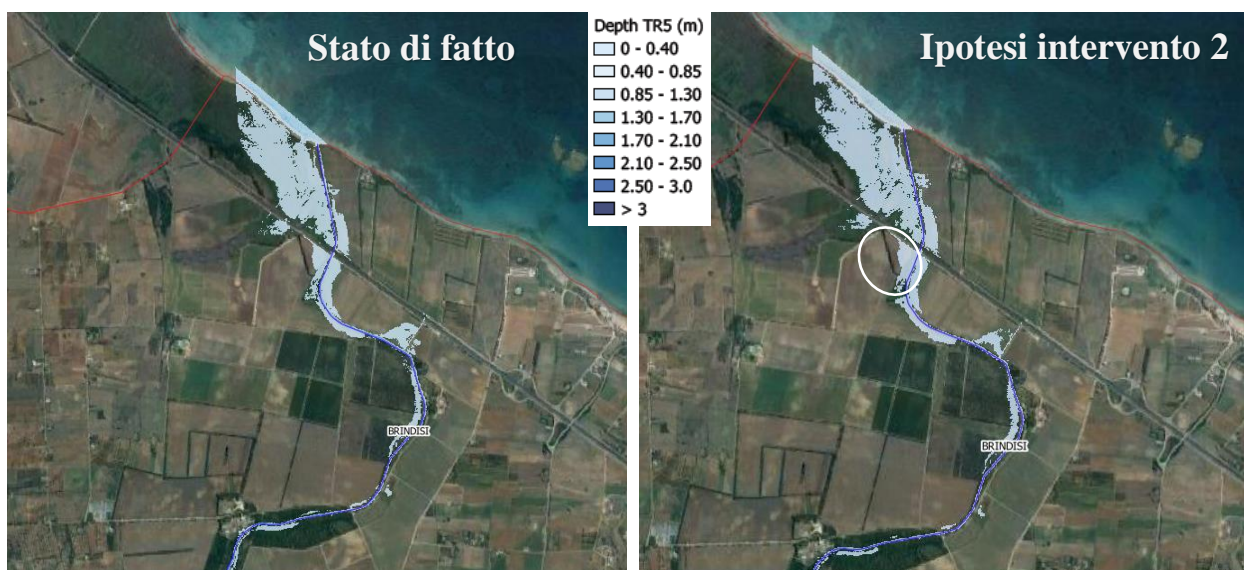 Stato di fatto
Depth TR5 (m)
0 - 0.40
0.40 - 0.85
0.85 - 1.30
1.30 - 1.70
1.70 - 2.10
2.10 - 2.50
2.50 - 3.0
> 3
Ipotesi intervento 2
BRINDISI
BRINDISI